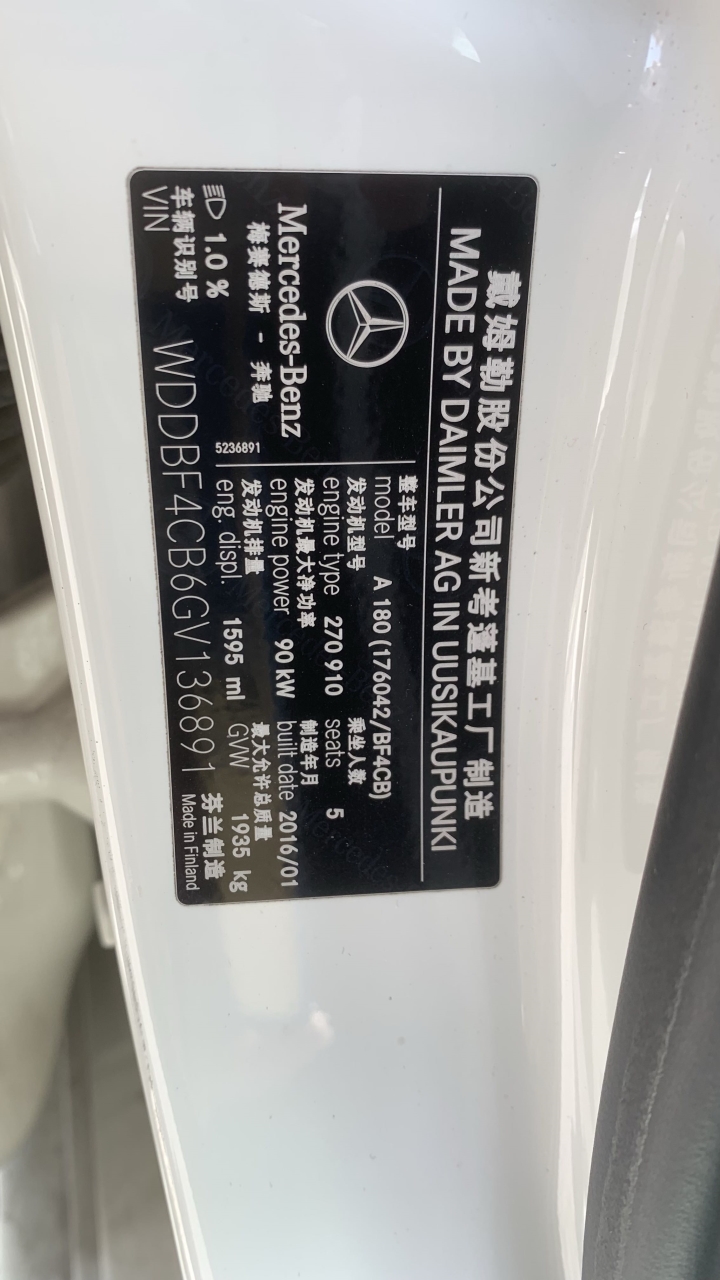 戴姆勒股份公司新考蓬基工厂制造
MADE BY DAIMLER AG IN UUSIKAUPUNKI
Mercedes-Benz
梅赛德斯 - 奔驰
1.0 %
5236891
整车型号
model A 180 (176042/BF4CB)
发动机型号 乘坐人数
engine type 270 910 seats 5
发动机最大净功率 制造年月
engine power 90 kW built date 2016/01
发动机排量 最大允许总质量
eng. displ. 1595 ml GVW 1935 kg
车辆识别号
VIN WDDBF4CB6GV136891
芬兰制造
Made in Finland